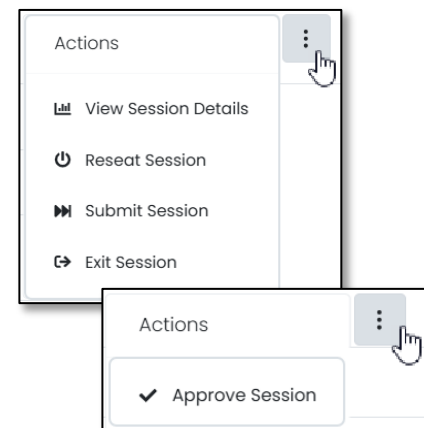 Actions
View Session Details
Reseat Session
Submit Session
Exit Session
Actions
Approve Session